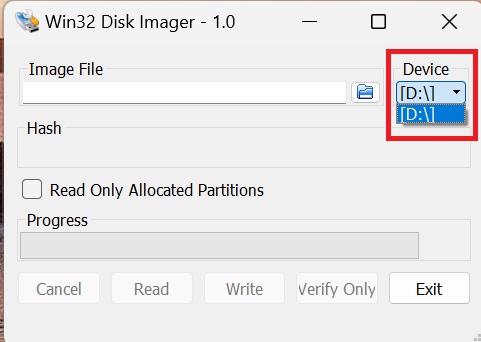 Win32 Disk Imager - 1.0
Image File
Device
[D:\]
[D:\]
Hash
Read Only Allocated Partitions
Progress
Cancel
Read
Write
Verify Only
Exit